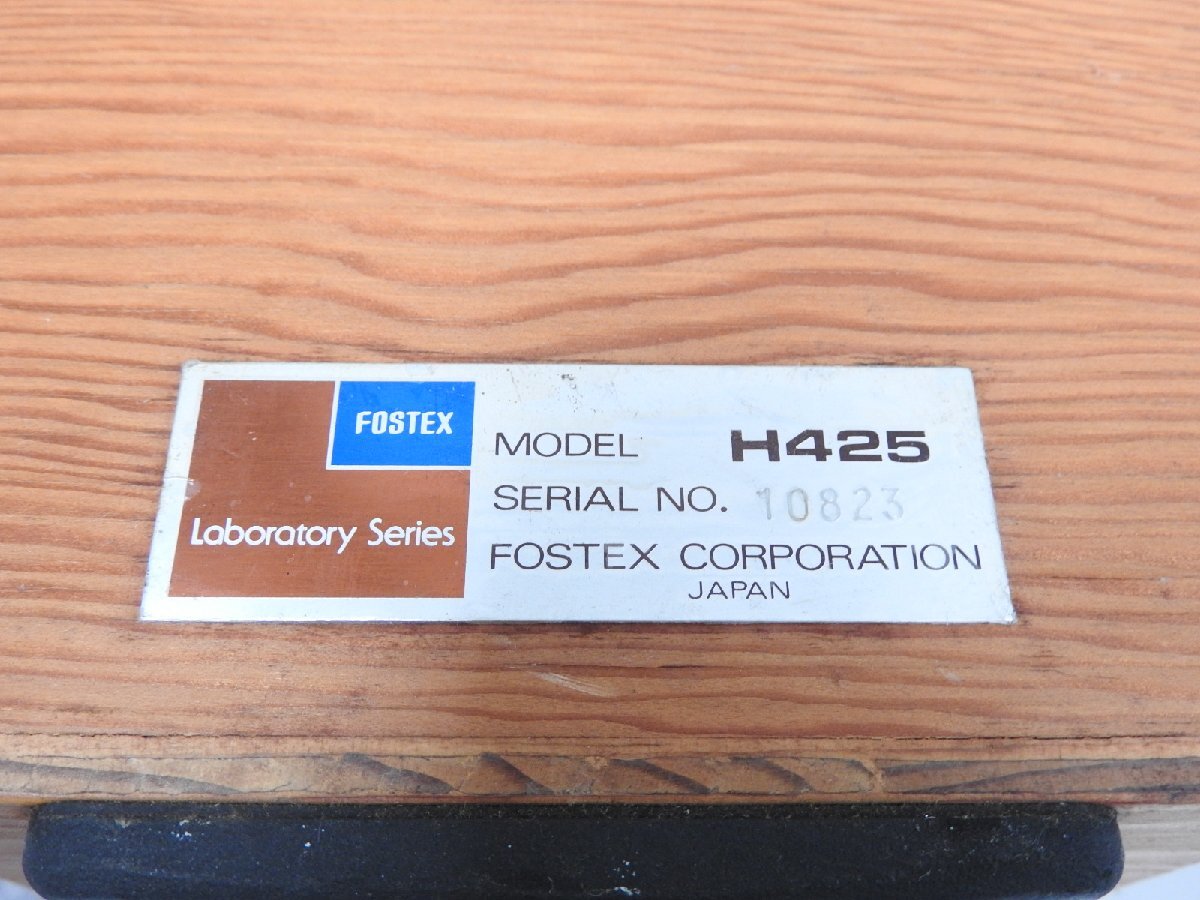 FOSTEX
Laboratory Series
MODEL H425
SERIAL NO. 10823
FOSTEX CORPORATION
JAPAN